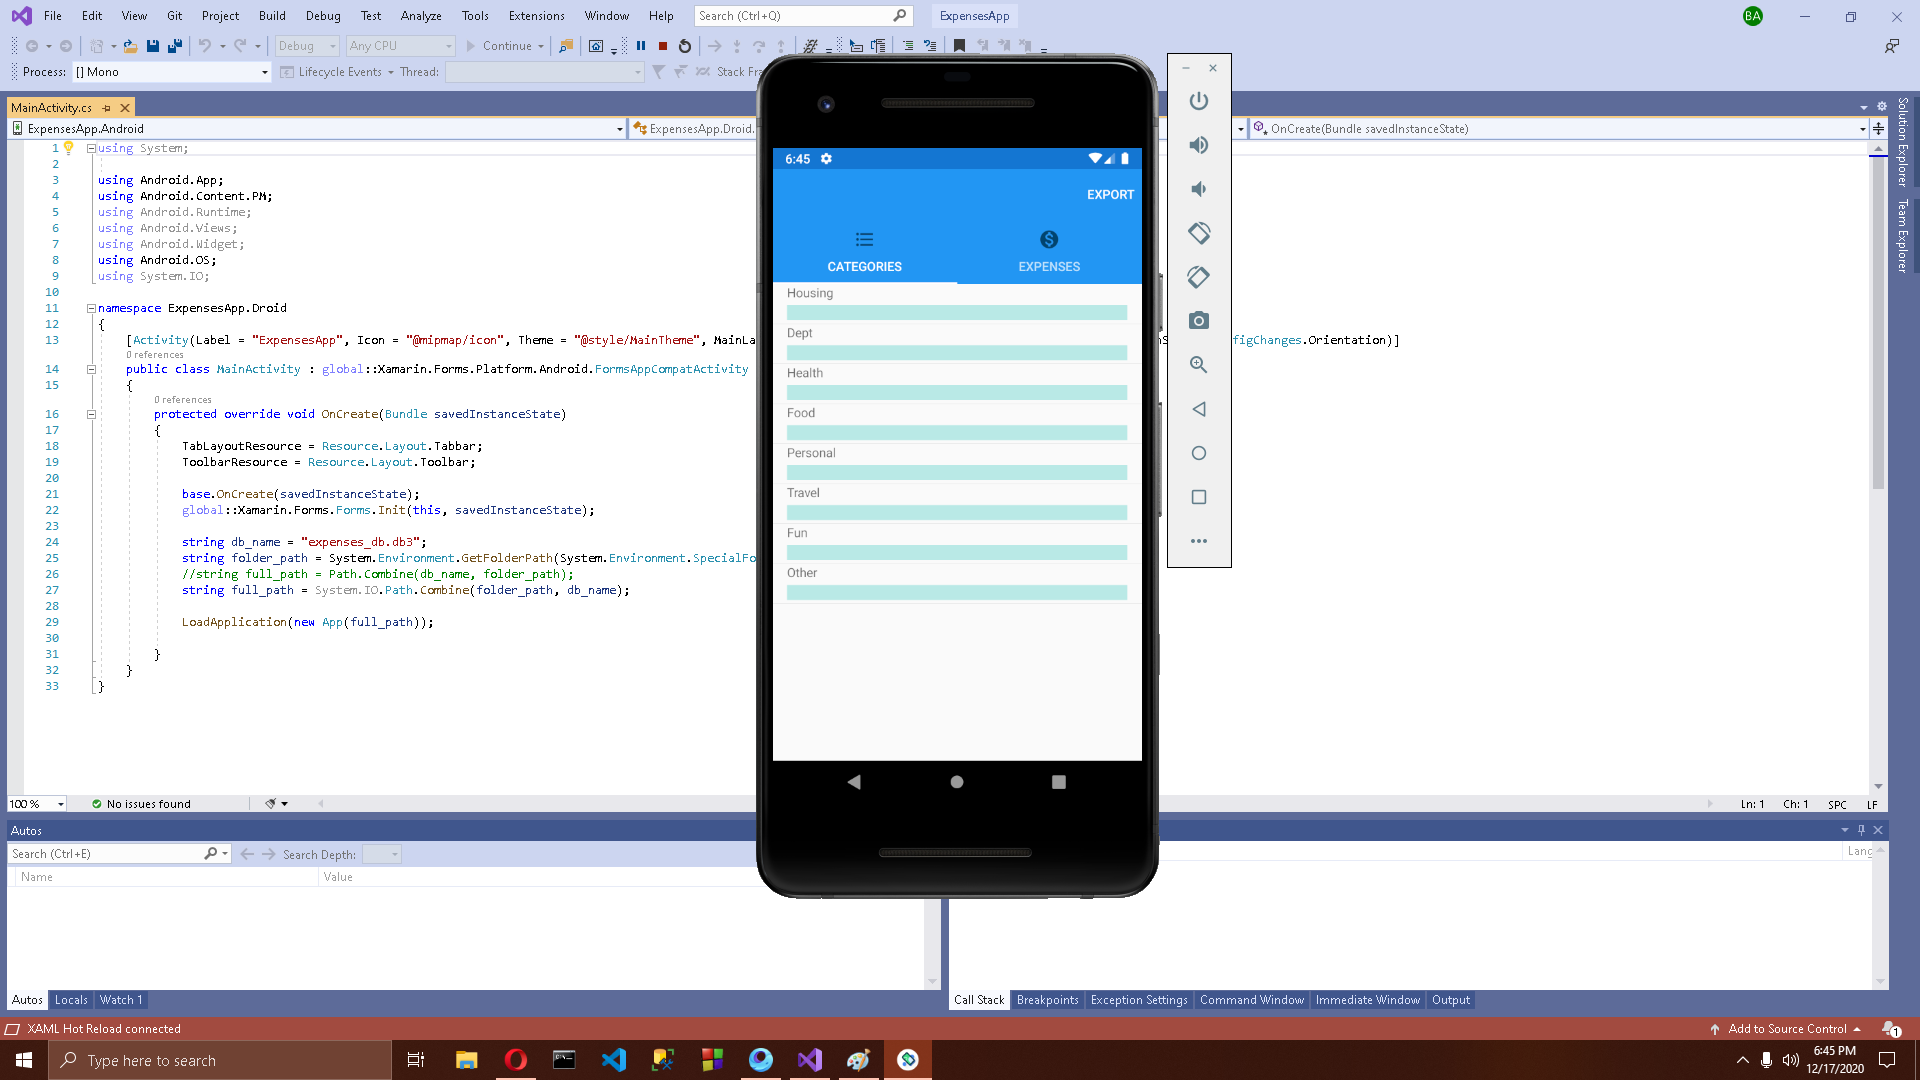 File Edit View Git Project Build Debug Test Analyze Tools Extensions Window Help Search (Ctrl+Q) ExpensesApp BA
Debug Any CPU Continue
Process: [] Mono Lifecycle Events Thread: Stack Fra
MainActivity.cs
ExpensesApp.Android ExpensesApp.Droid. OnCreate(Bundle savedInstanceState)
1 using System;
2
3 using Android.App;
4 using Android.Content.PM;
5 using Android.Runtime;
6 using Android.Views;
7 using Android.Widget;
8 using Android.OS;
9 using System.IO;
10
11 namespace ExpensesApp.Droid
12 {
13 [Activity(Label = "ExpensesApp", Icon = "@mipmap/icon", Theme = "@style/MainTheme", MainLa figChanges.Orientation)]
0 references
14 public class MainActivity : global::Xamarin.Forms.Platform.Android.FormsAppCompatActivity
15 {
0 references
16 protected override void OnCreate(Bundle savedInstanceState)
17 {
18 TabLayoutResource = Resource.Layout.Tabbar;
19 ToolbarResource = Resource.Layout.Toolbar;
20
21 base.OnCreate(savedInstanceState);
22 global::Xamarin.Forms.Forms.Init(this, savedInstanceState);
23
24 string db_name = "expenses_db.db3";
25 string folder_path = System.Environment.GetFolderPath(System.Environment.SpecialFo
26 //string full_path = Path.Combine(db_name, folder_path);
27 string full_path = System.IO.Path.Combine(folder_path, db_name);
28
29 LoadApplication(new App(full_path));
30
31 }
32 }
33 }
6:45
EXPORT
CATEGORIES EXPENSES
Housing
Dept
Health
Food
Personal
Travel
Fun
Other
Solution Explorer
Team Explorer
100 % No issues found Ln: 1 Ch: 1 SPC LF
Autos
Search (Ctrl+E) Search Depth:
Name Value
Lang
Autos Locals Watch 1
Call Stack Breakpoints Exception Settings Command Window Immediate Window Output
XAML Hot Reload connected Add to Source Control 1
Type here to search
6:45 PM
12/17/2020